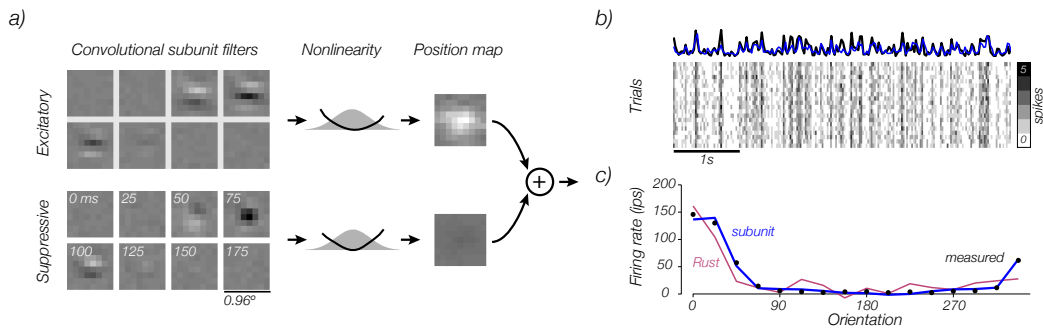 a)
Convolutional subunit filters
Nonlinearity
Position map
Excitatory
Suppressive
0 ms 25 50 75
100 125 150 175
0.96º
+
b)
Trials
5
0
spikes
1s
c)
Firing rate (ips)
200
150
100
50
0
subunit
Rust
measured
0 90 180 270
Orientation